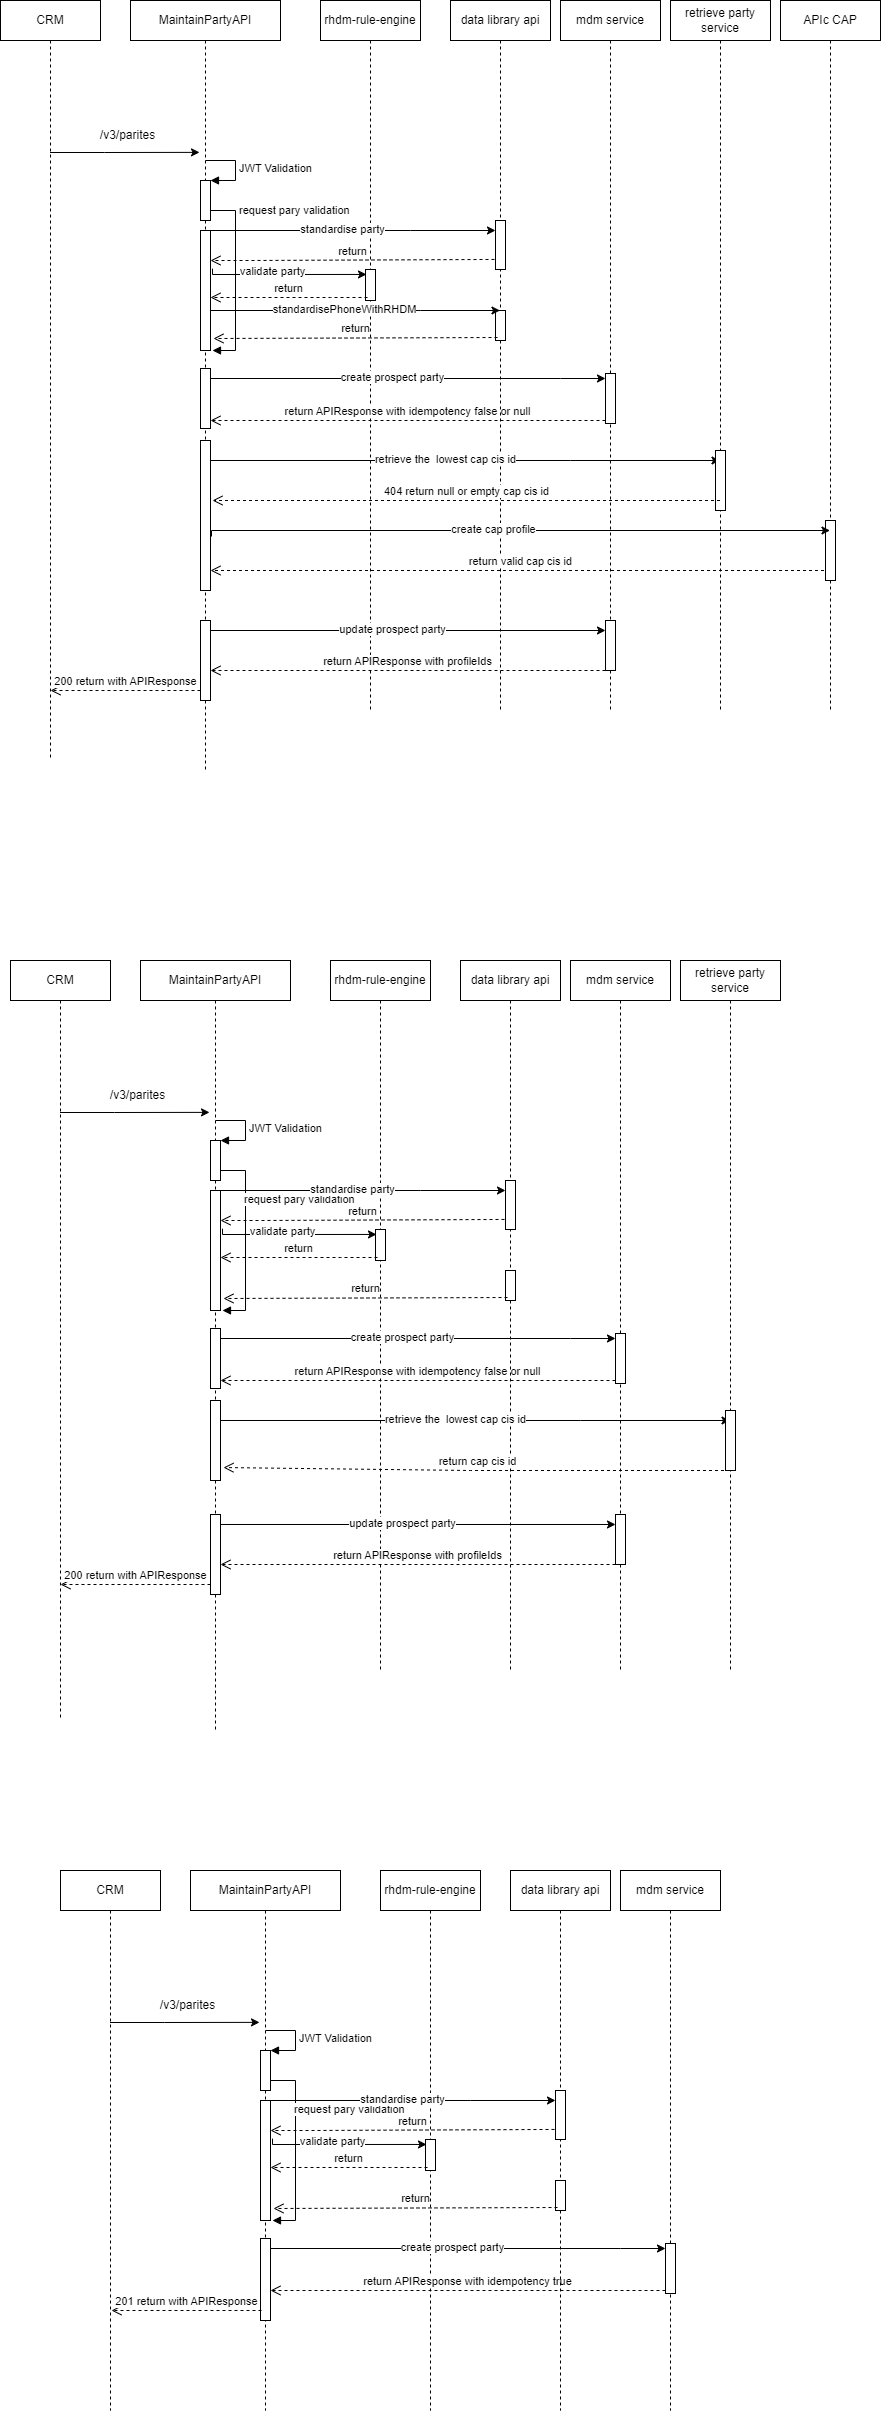 CRM
MaintainPartyAPI
rhdm-rule-engine
data library api
mdm service
retrieve party
service
APIc CAP
/v3/parites
JWT Validation
request pary validation
standardise party
return
validate party
return
standardisePhoneWithRHDM
return
create prospect party
return APIResponse with idempotency false or null
retrieve the  lowest cap cis id
404 return null or empty cap cis id
create cap profile
return valid cap cis id
update prospect party
return APIResponse with profileIds
200 return with APIResponse
CRM
MaintainPartyAPI
rhdm-rule-engine
data library api
mdm service
retrieve party
service
/v3/parites
JWT Validation
standardise party
request pary validation
return
validate party
return
return
create prospect party
return APIResponse with idempotency false or null
retrieve the  lowest cap cis id
return cap cis id
update prospect party
return APIResponse with profileIds
200 return with APIResponse
CRM
MaintainPartyAPI
rhdm-rule-engine
data library api
mdm service
/v3/parites
JWT Validation
standardise party
request pary validation
return
validate party
return
return
create prospect party
return APIResponse with idempotency true
201 return with APIResponse